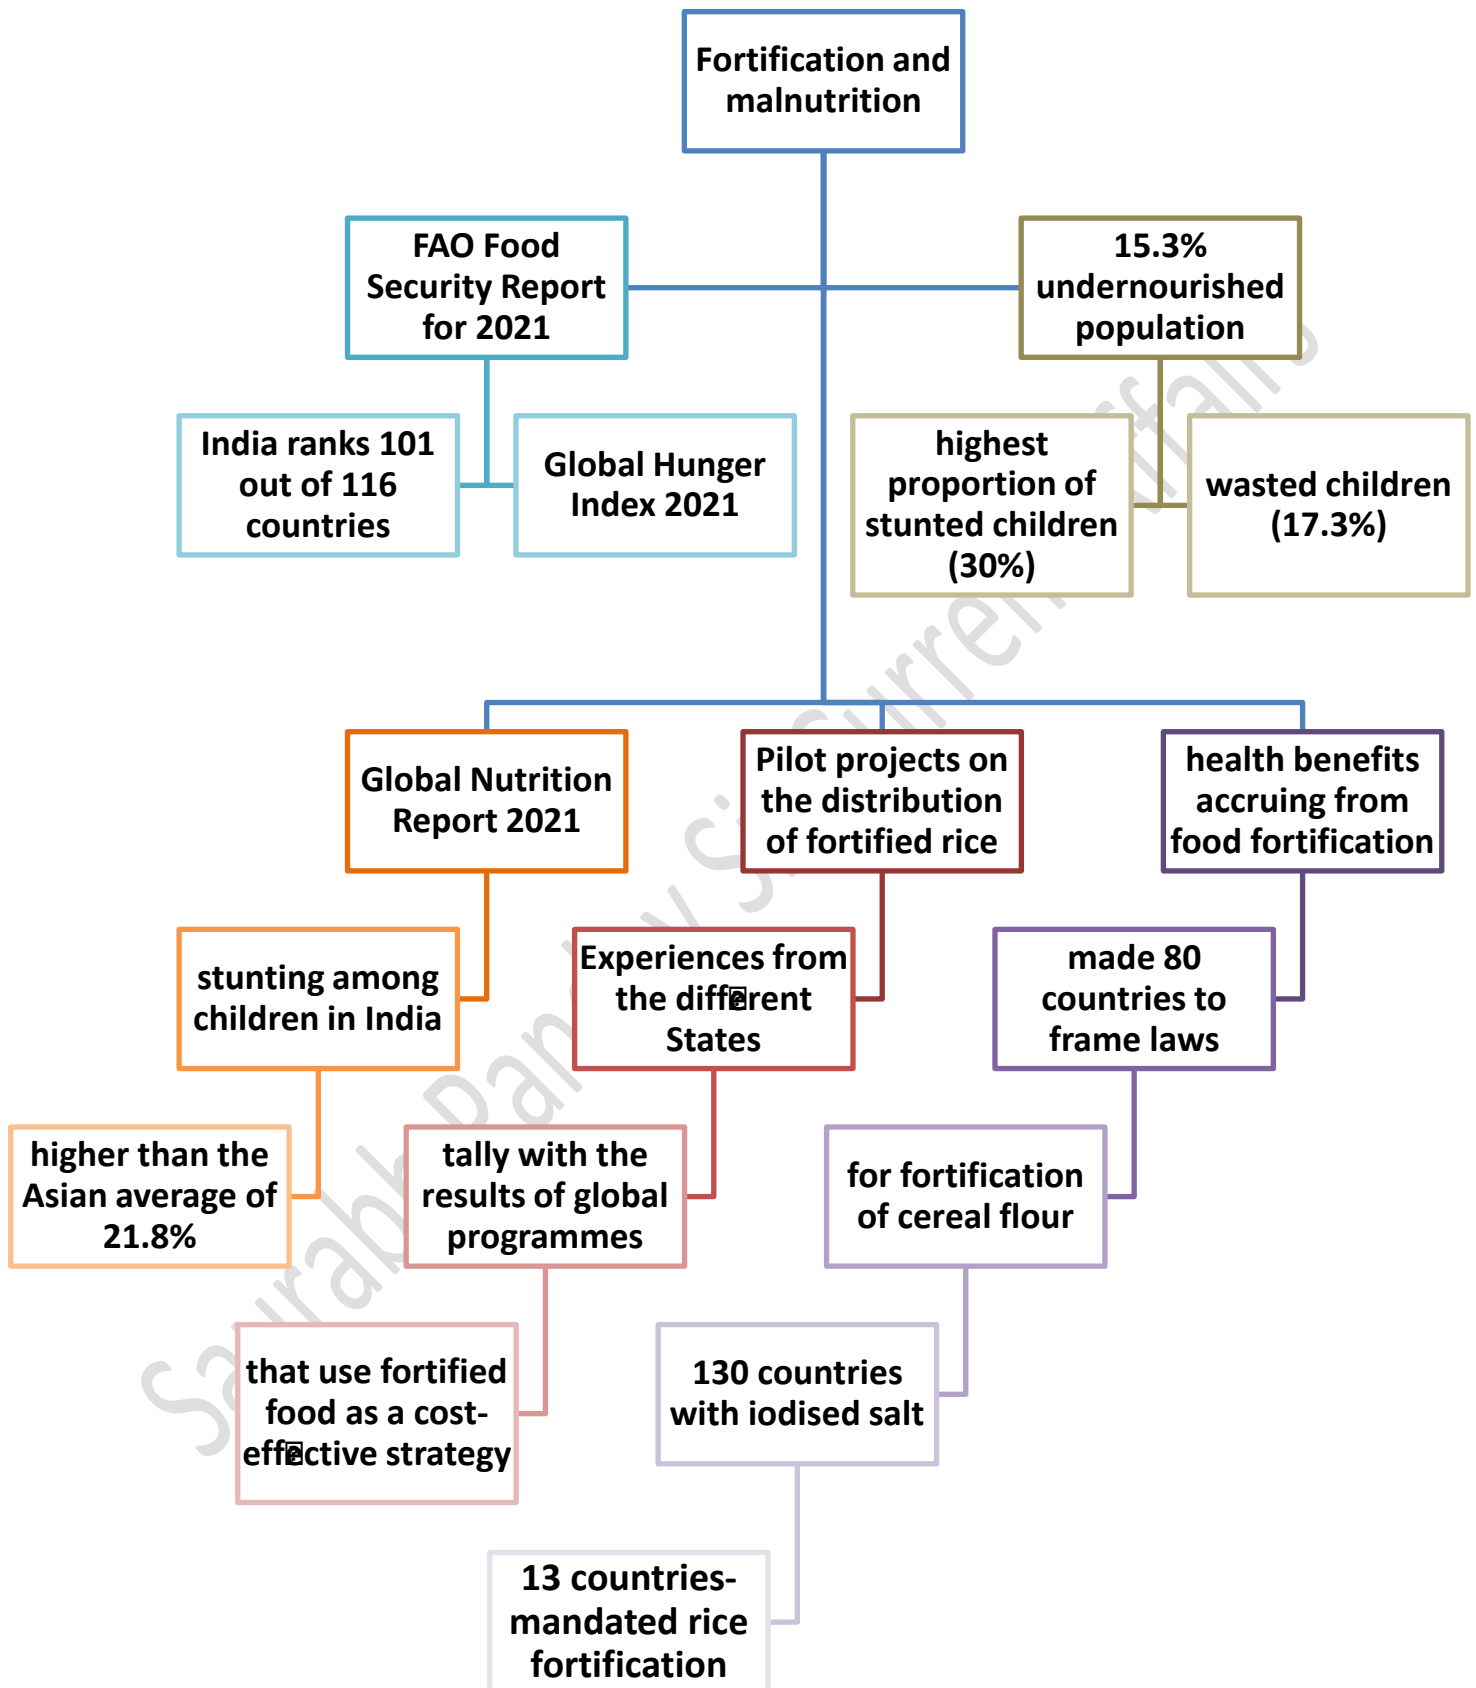 Fortification and
malnutrition
FAO Food
Security Report
for 2021
15.3%
undernourished
population
India ranks 101
out of 116
countries
Global Hunger
Index 2021
highest
proportion of
stunted children
(30%)
wasted children
(17.3%)
Global Nutrition
Report 2021
Pilot projects on
the distribution
of fortified rice
health benefits
accruing from
food fortification
stunting among
children in India
Experiences from
the different
States
made 80
countries to
frame laws
higher than the
Asian average of
21.8%
tally with the
results of global
programmes
for fortification
of cereal flour
that use fortified
food as a cost-
effective strategy
130 countries
with iodised salt
13 countries-
mandated rice
fortification